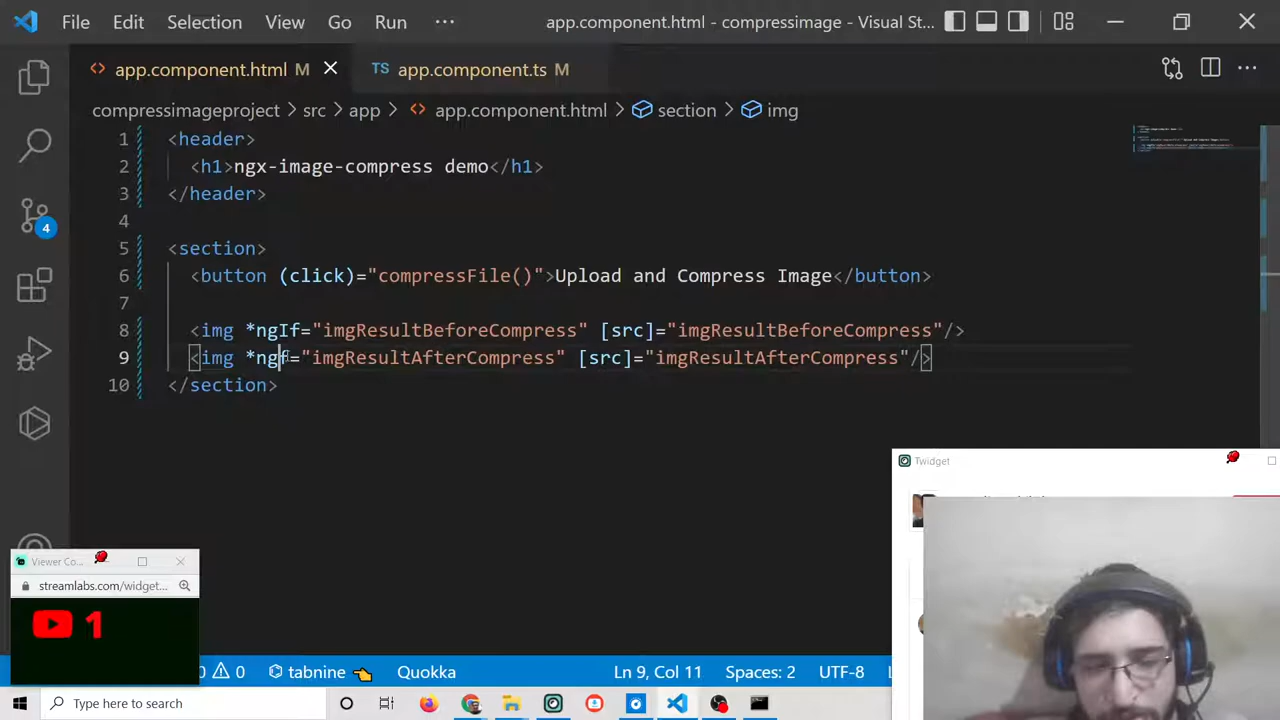 File Edit Selection View Go Run ··· app.component.html - compressimage - Visual St...
app.component.html M app.component.ts M
compressimageproject > src > app > app.component.html > section > img
1 <header>
2 <h1>ngx-image-compress demo</h1>
3 </header>
4
5 <section>
6 <button (click)="compressFile()">Upload and Compress Image</button>
7
8 <img *ngIf="imgResultBeforeCompress" [src]="imgResultBeforeCompress"/>
9 <img *ngf="imgResultAfterCompress" [src]="imgResultAfterCompress"/>
10 </section>
4
Twidget
Viewer Co...
streamlabs.com/widget...
1
0 0 tabnine Quokka Ln 9, Col 11 Spaces: 2 UTF-8
Type here to search